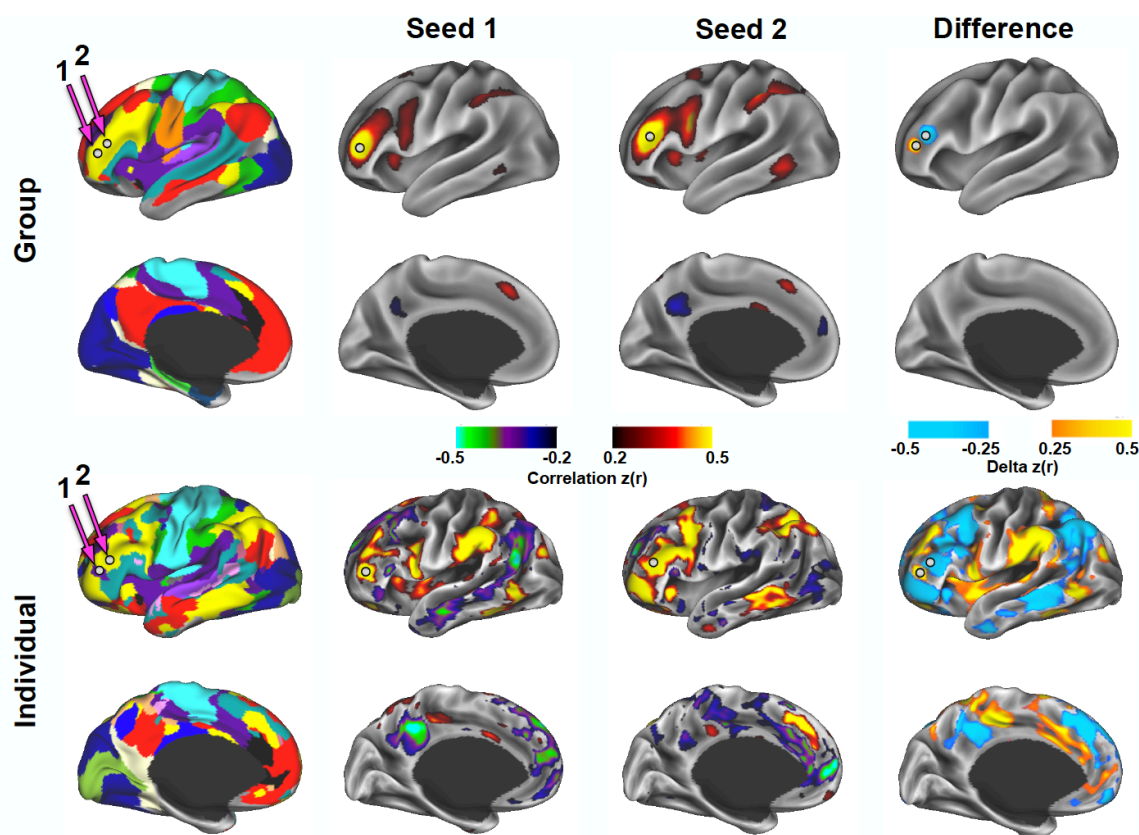 Seed 1 Seed 2 Difference
1 2
Group
-0.5 -0.2 0.2 0.5 -0.5 -0.25 0.25 0.5
Correlation z(r) Delta z(r)
1 2
Individual